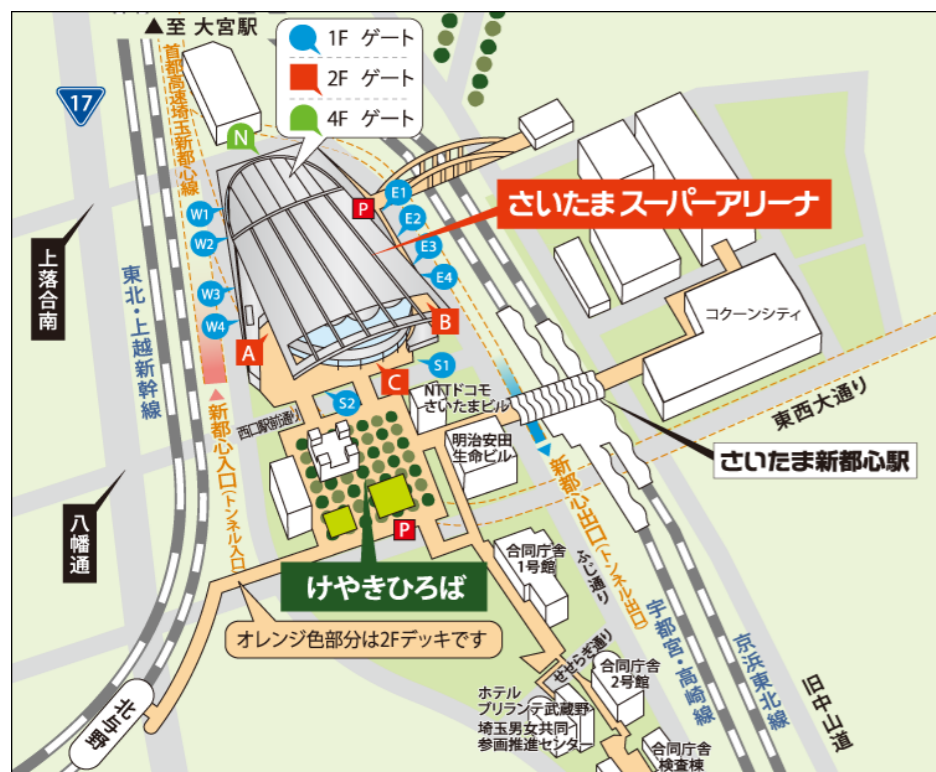 ▲至 大宮駅
1F ゲート
2F ゲート
4F ゲート
17
首都高速埼玉新都心線
N
P
E1
E2
E3
E4
W1
W2
W3
W4
さいたまスーパーアリーナ
上落合南
東北・上越新幹線
A
B
C
S1
S2
コクーンシティ
NTTドコモ
さいたまビル
西口駅前通り
明治安田
生命ビル
東西大通り
さいたま新都心駅
新都心入口(トンネル入口)
新都心出口(トンネル出口)
八幡通
P
けやきひろば
合同庁舎
1号館
ふじ通り
オレンジ色部分は2Fデッキです
せせらぎ通り
合同庁舎
2号館
宇都宮・高崎線
京浜東北線
旧中山道
北与野
ホテル
ブリランテ武蔵野
埼玉男女共同
参画推進センター
合同庁舎
検査棟